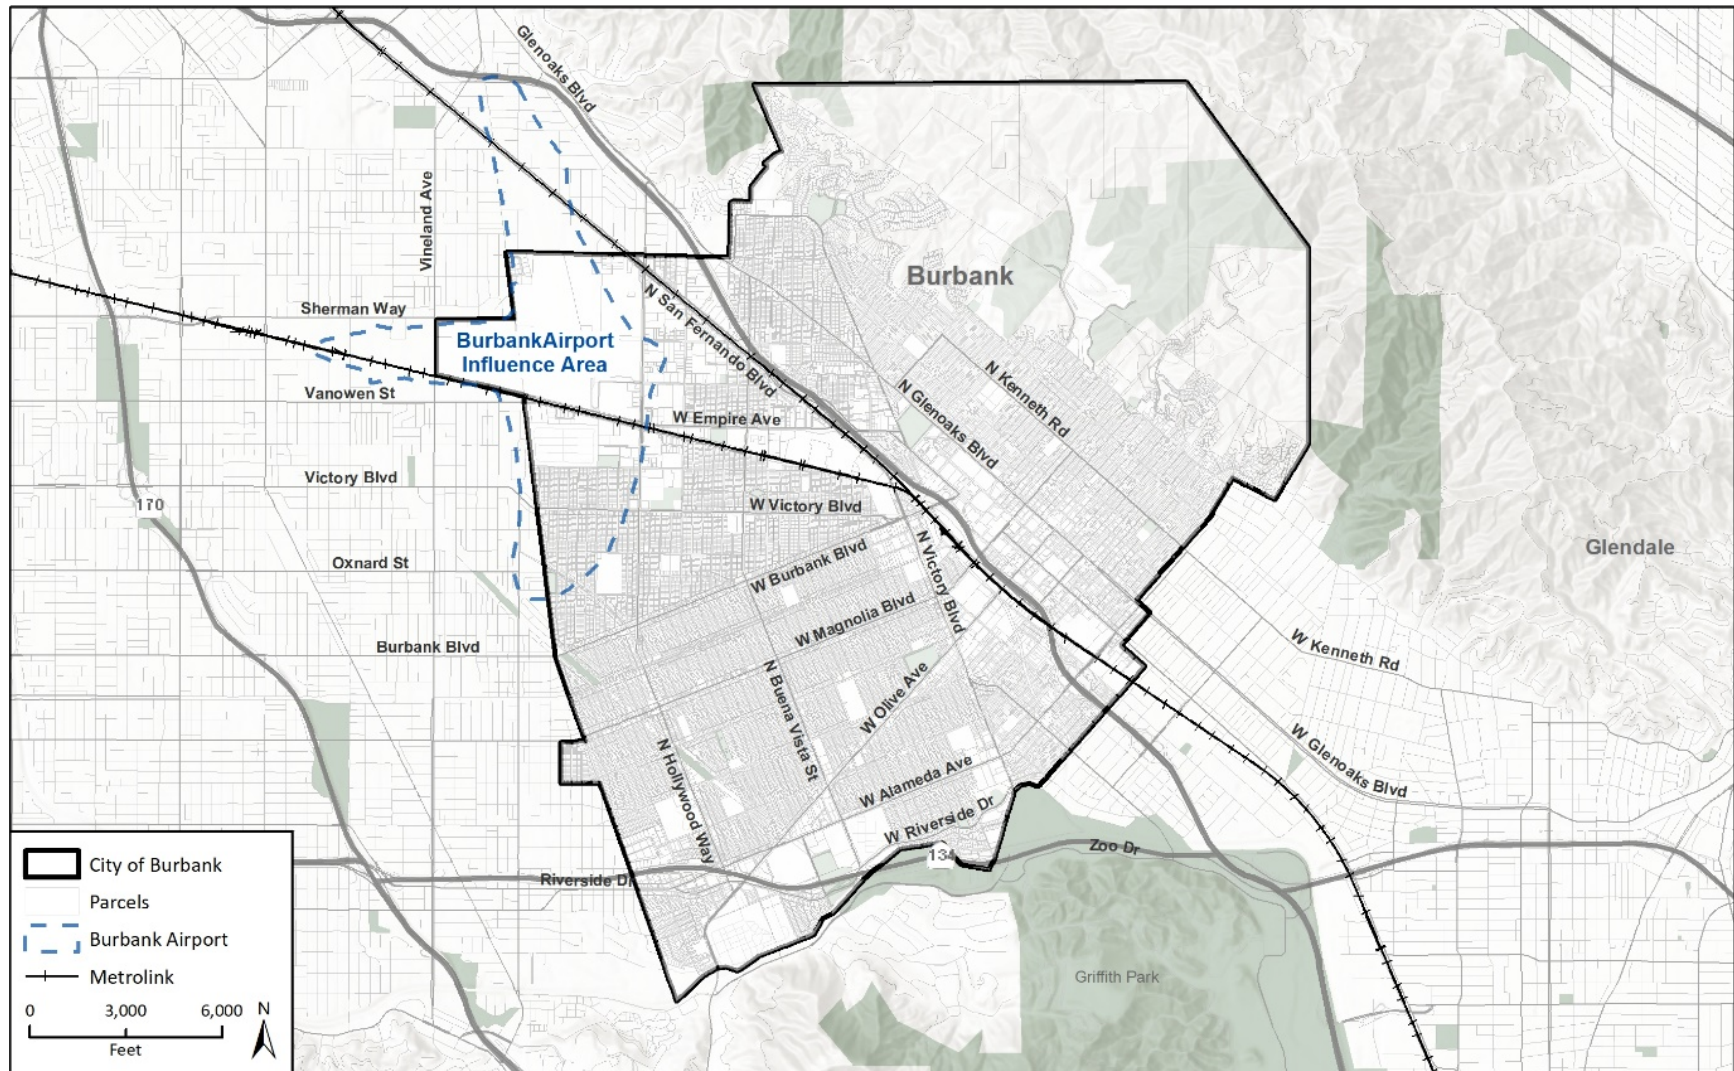 Glenoaks Blvd
Vineland Ave
Burbank
Sherman Way
N San Fernando Blvd
BurbankAirport
Influence Area
N Kenneth Rd
Vanowen St
N Glenoaks Blvd
W Empire Ave
Victory Blvd
170
W Victory Blvd
Glendale
Oxnard St
W Burbank Blvd
N Victory Blvd
W Magnolia Blvd
Burbank Blvd
W Kenneth Rd
N Buena Vista St
W Olive Ave
N Hollywood Way
W Glenoaks Blvd
W Alameda Ave
W Riverside Dr
134
Zoo Dr
Riverside Dr
Griffith Park
City of Burbank
Parcels
Burbank Airport
Metrolink
0 3,000 6,000
Feet
N